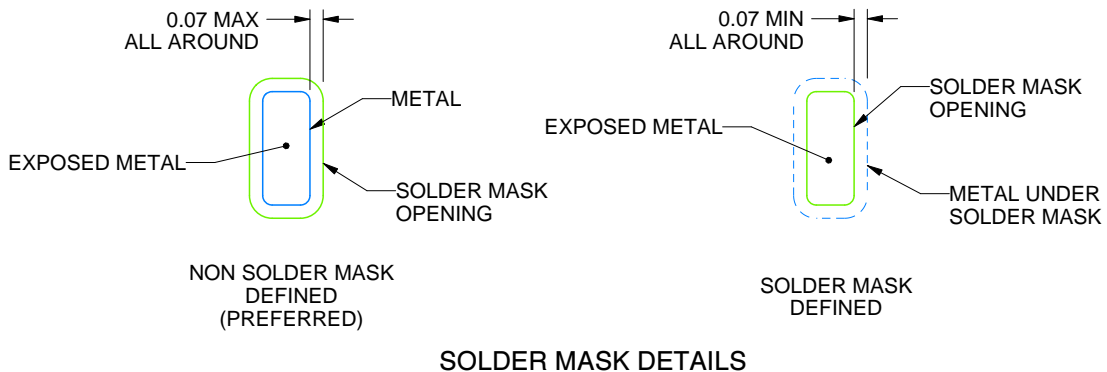 0.07 MAX
ALL AROUND
METAL
EXPOSED METAL
SOLDER MASK
OPENING
NON SOLDER MASK
DEFINED
(PREFERRED)
0.07 MIN
ALL AROUND
SOLDER MASK
OPENING
EXPOSED METAL
METAL UNDER
SOLDER MASK
SOLDER MASK
DEFINED
SOLDER MASK DETAILS